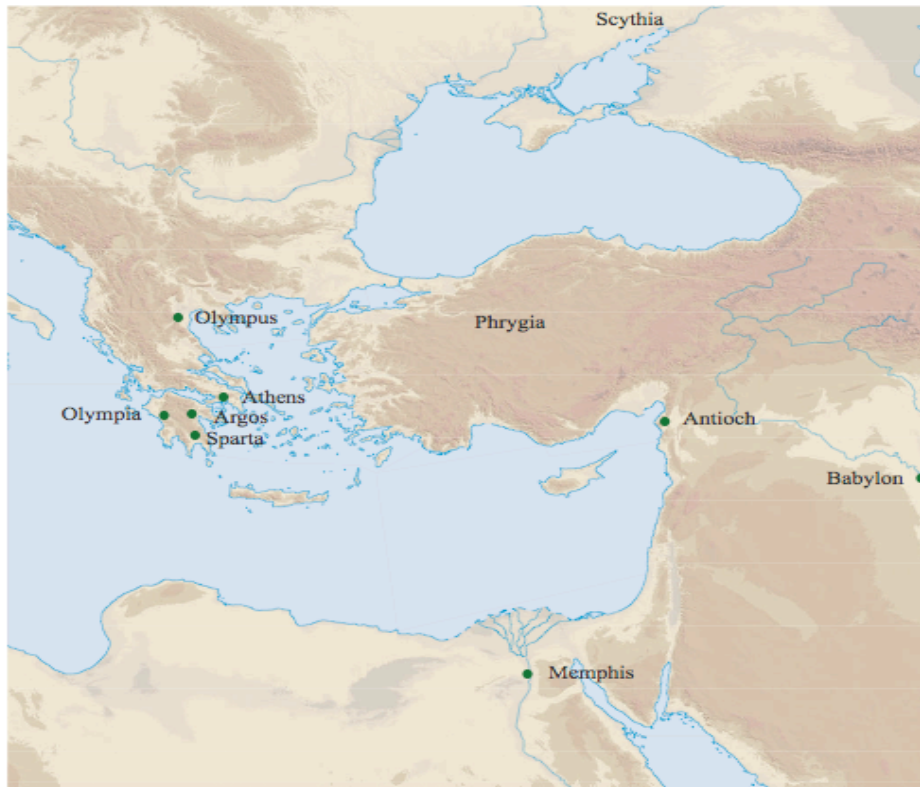 Scythia
Olympus
Phrygia
Athens
Olympia
Argos
Antioch
Sparta
Babylon
Memphis